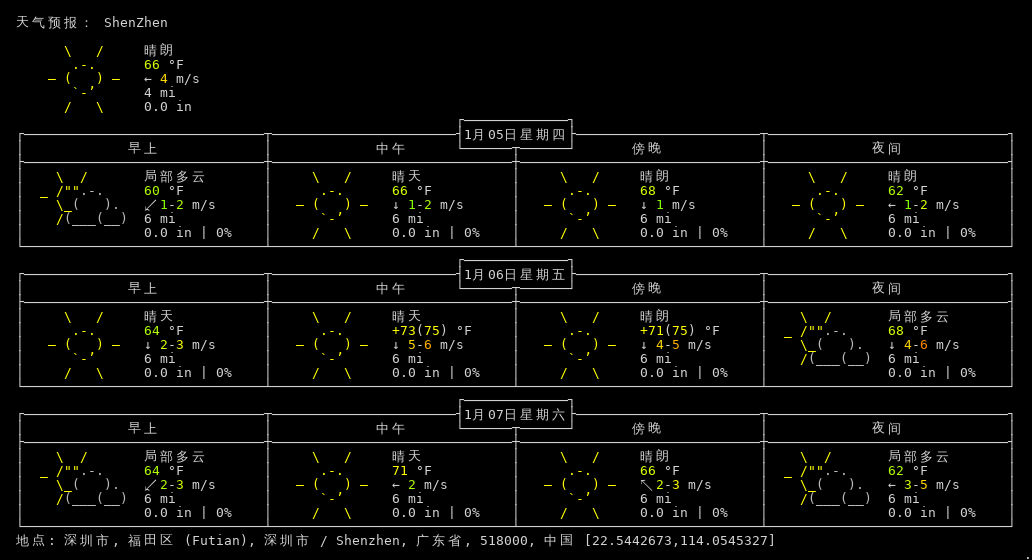 天气预报： ShenZhen
晴朗
66 °F
← 4 m/s
4 mi
0.0 in
1月05日星期四
早上 中午 傍晚 夜间
局部多云 晴天 晴朗 晴朗
60 °F 66 °F 68 °F 62 °F
↙ 1-2 m/s ↓ 1-2 m/s ↓ 1 m/s ← 1-2 m/s
6 mi 6 mi 6 mi 6 mi
0.0 in | 0% 0.0 in | 0% 0.0 in | 0% 0.0 in | 0%
1月06日星期五
早上 中午 傍晚 夜间
晴天 晴天 晴朗 局部多云
64 °F +73(75) °F +71(75) °F 68 °F
↓ 2-3 m/s ↓ 5-6 m/s ↓ 4-5 m/s ↓ 4-6 m/s
6 mi 6 mi 6 mi 6 mi
0.0 in | 0% 0.0 in | 0% 0.0 in | 0% 0.0 in | 0%
1月07日星期六
早上 中午 傍晚 夜间
局部多云 晴天 晴朗 局部多云
64 °F 71 °F 66 °F 62 °F
↙ 2-3 m/s ← 2 m/s ↖ 2-3 m/s ← 3-5 m/s
6 mi 6 mi 6 mi 6 mi
0.0 in | 0% 0.0 in | 0% 0.0 in | 0% 0.0 in | 0%
地点: 深圳市, 福田区 (Futian), 深圳市 / Shenzhen, 广东省, 518000, 中国 [22.5442673,114.0545327]